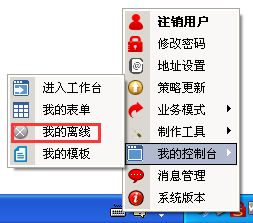 注销用户
修改密码
地址设置
策略更新
业务模式
制作工具
我的控制台
消息管理
系统版本
进入工作台
我的表单
我的离线
我的模板